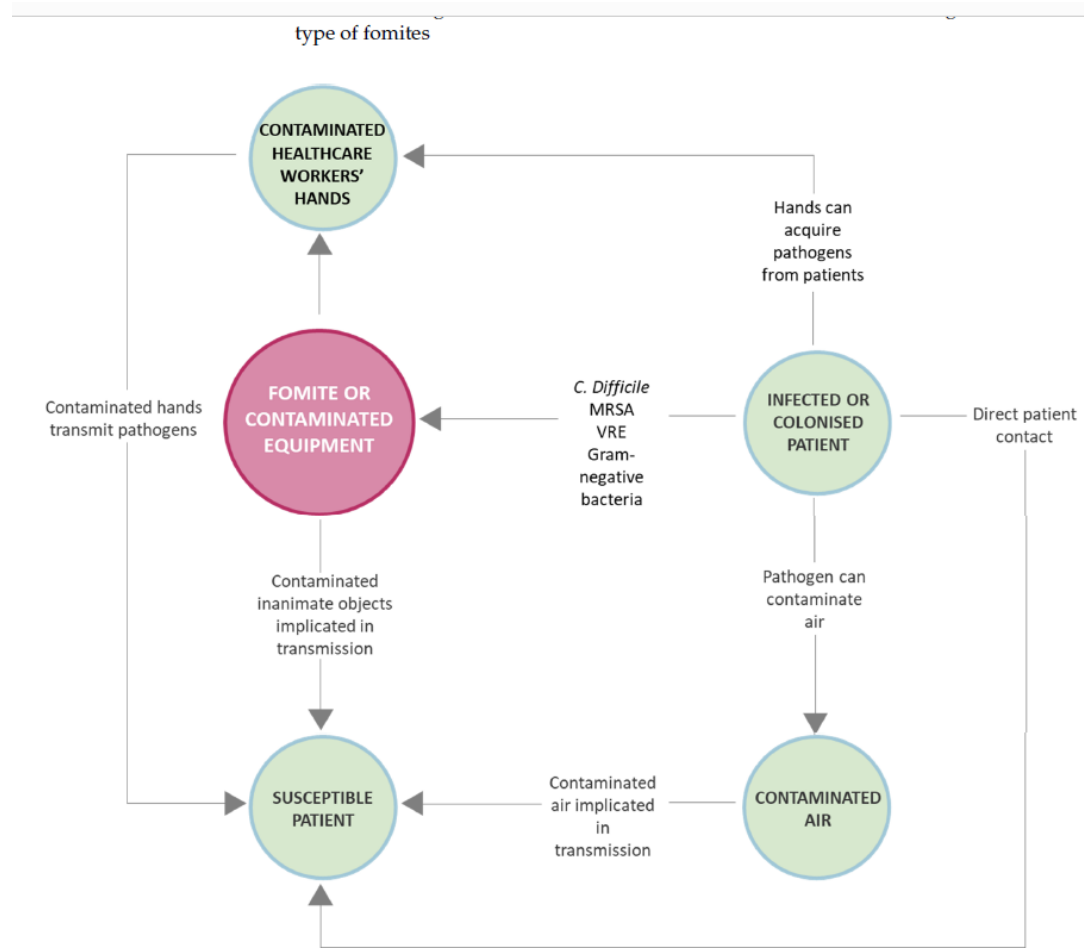 type of fomites
CONTAMINATED
HEALTHCARE
WORKERS'
HANDS
Hands can
acquire
pathogens
from patients
FOMITE OR
CONTAMINATED
EQUIPMENT
C. Difficile
MRSA
VRE
Gram-
negative
bacteria
INFECTED OR
COLONISED
PATIENT
Direct patient
contact
Contaminated hands
transmit pathogens
Contaminated
inanimate objects
implicated in
transmission
Pathogen can
contaminate
air
SUSCEPTIBLE
PATIENT
Contaminated
air implicated
in
transmission
CONTAMINATED
AIR